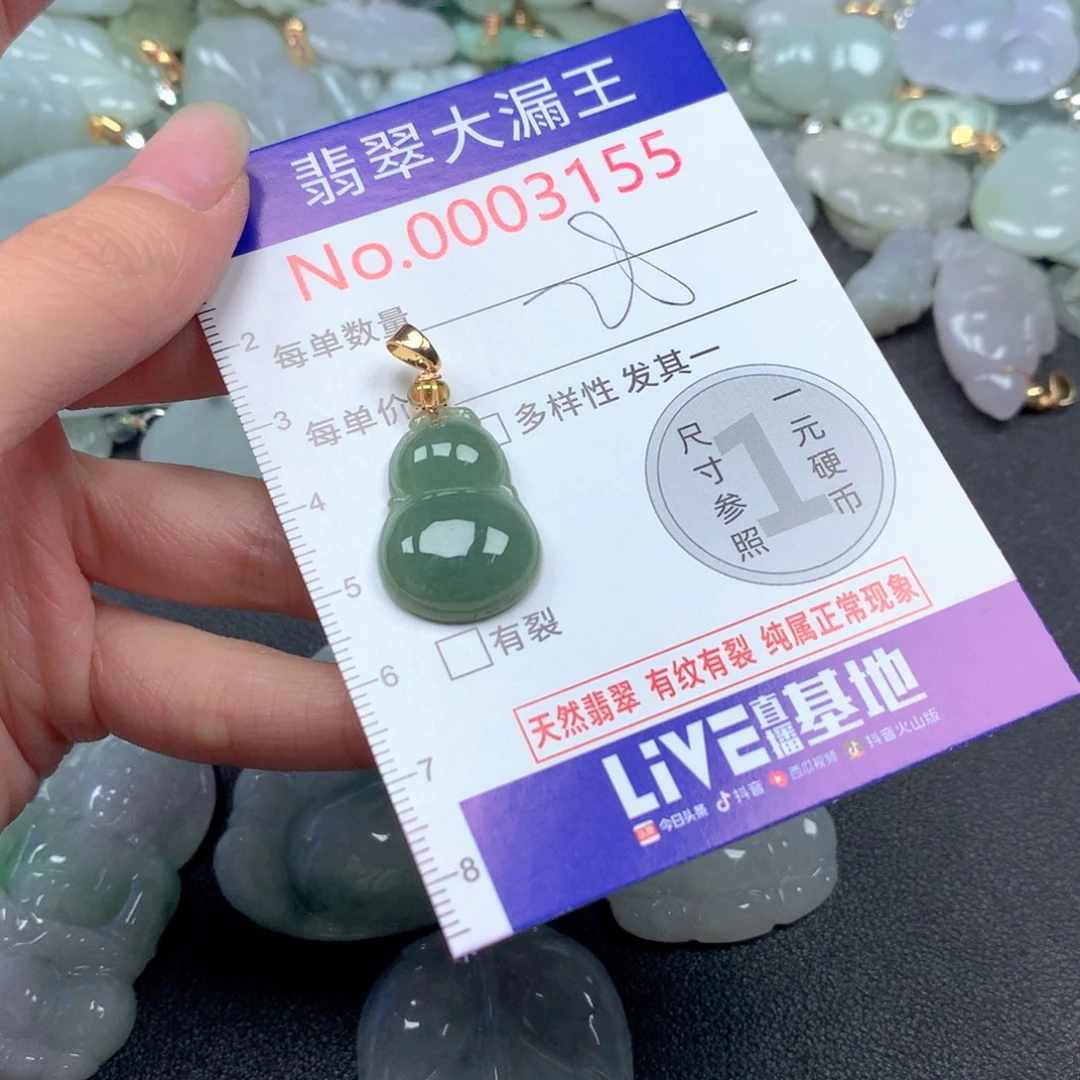 翡翠大漏王
No.0003155
2
每单数量
3
每单价
多样性 发其一
尺寸参照
1
一元硬币
4
5
有裂
6
天然翡翠 有纹有裂 纯属正常现象
7
LiVE直播基地
今日头条 抖音 西瓜视频 抖音火山版
8